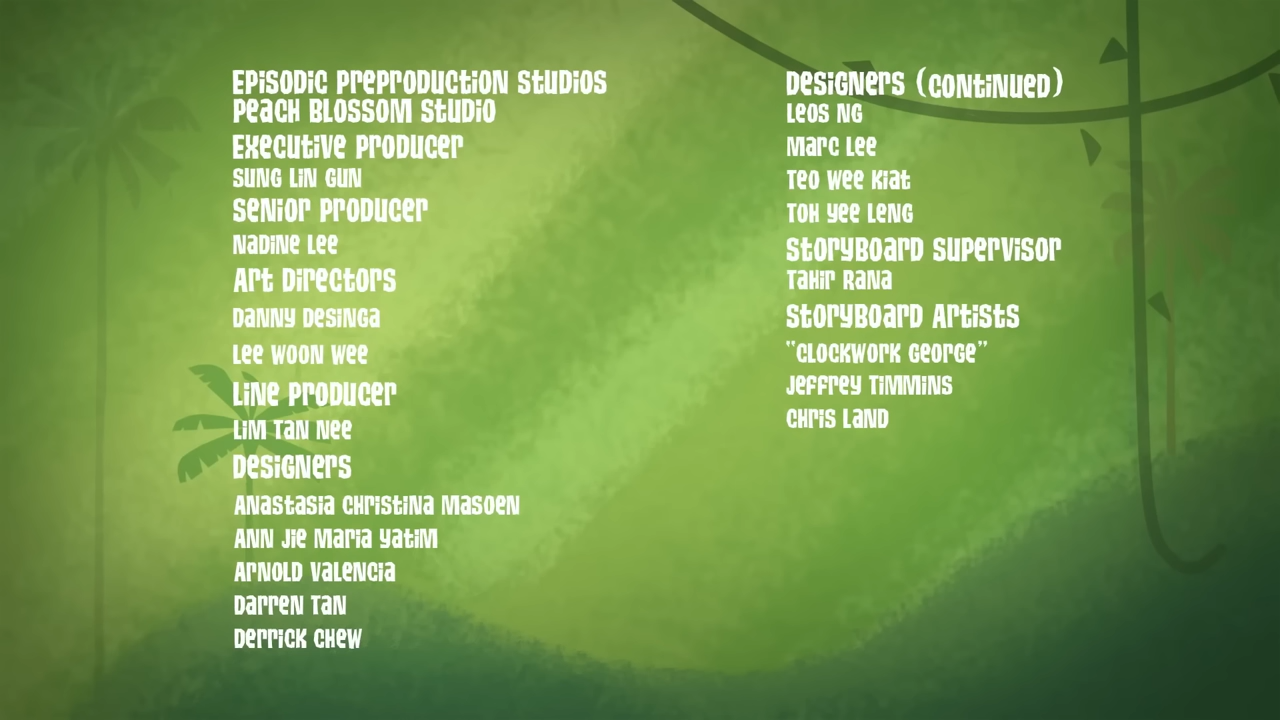 Episodic Preproduction Studios
Peach Blossom Studio
Executive Producer
Sung Lin Gun
Senior Producer
Nadine Lee
Art Directors
Danny Desinga
Lee Woon Wee
Line Producer
Lim Tan Nee
Designers
Anastasia Christina Masoen
Ann Jie Maria Yatim
Arnold Valencia
Darren Tan
Derrick Chew
Designers (Continued)
Leos Ng
Marc Lee
Teo Wee Kiat
Toh Yee Leng
Storyboard Supervisor
Tahir Rana
Storyboard Artists
"Clockwork George"
Jeffrey Timmins
Chris Land